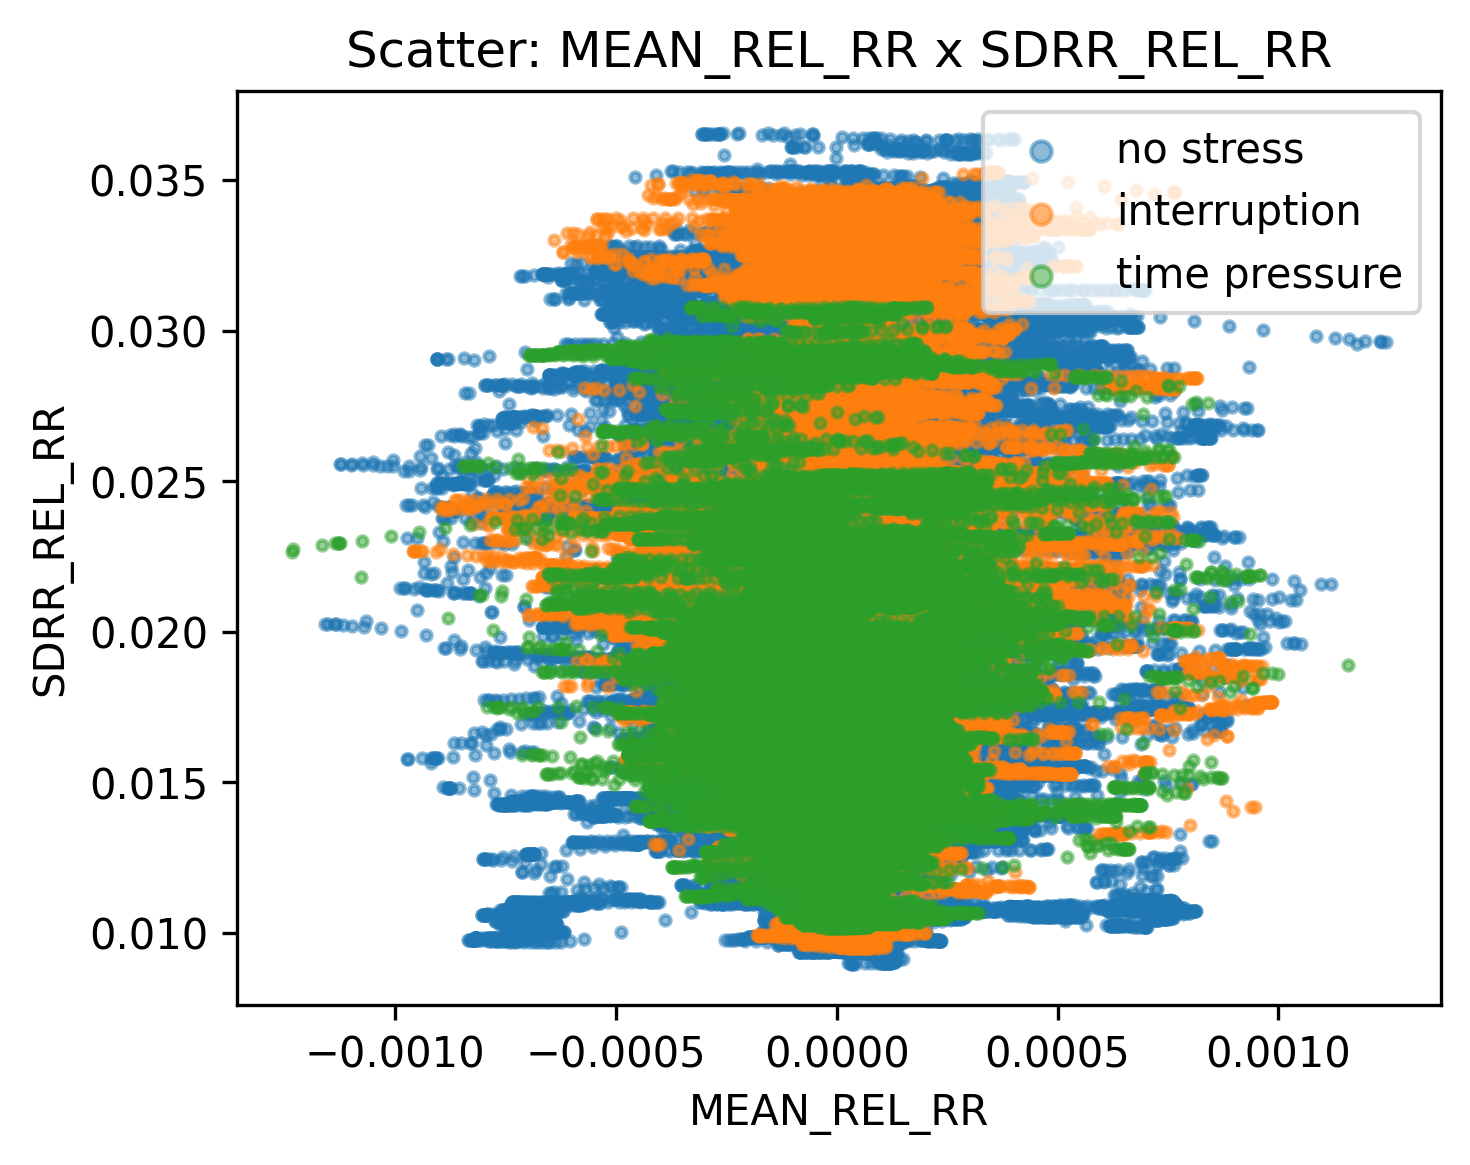 Scatter: MEAN_REL_RR x SDRR_REL_RR
no stress
interruption
time pressure
SDRR_REL_RR
0.035
0.030
0.025
0.020
0.015
0.010
−0.0010 −0.0005 0.0000 0.0005 0.0010
MEAN_REL_RR